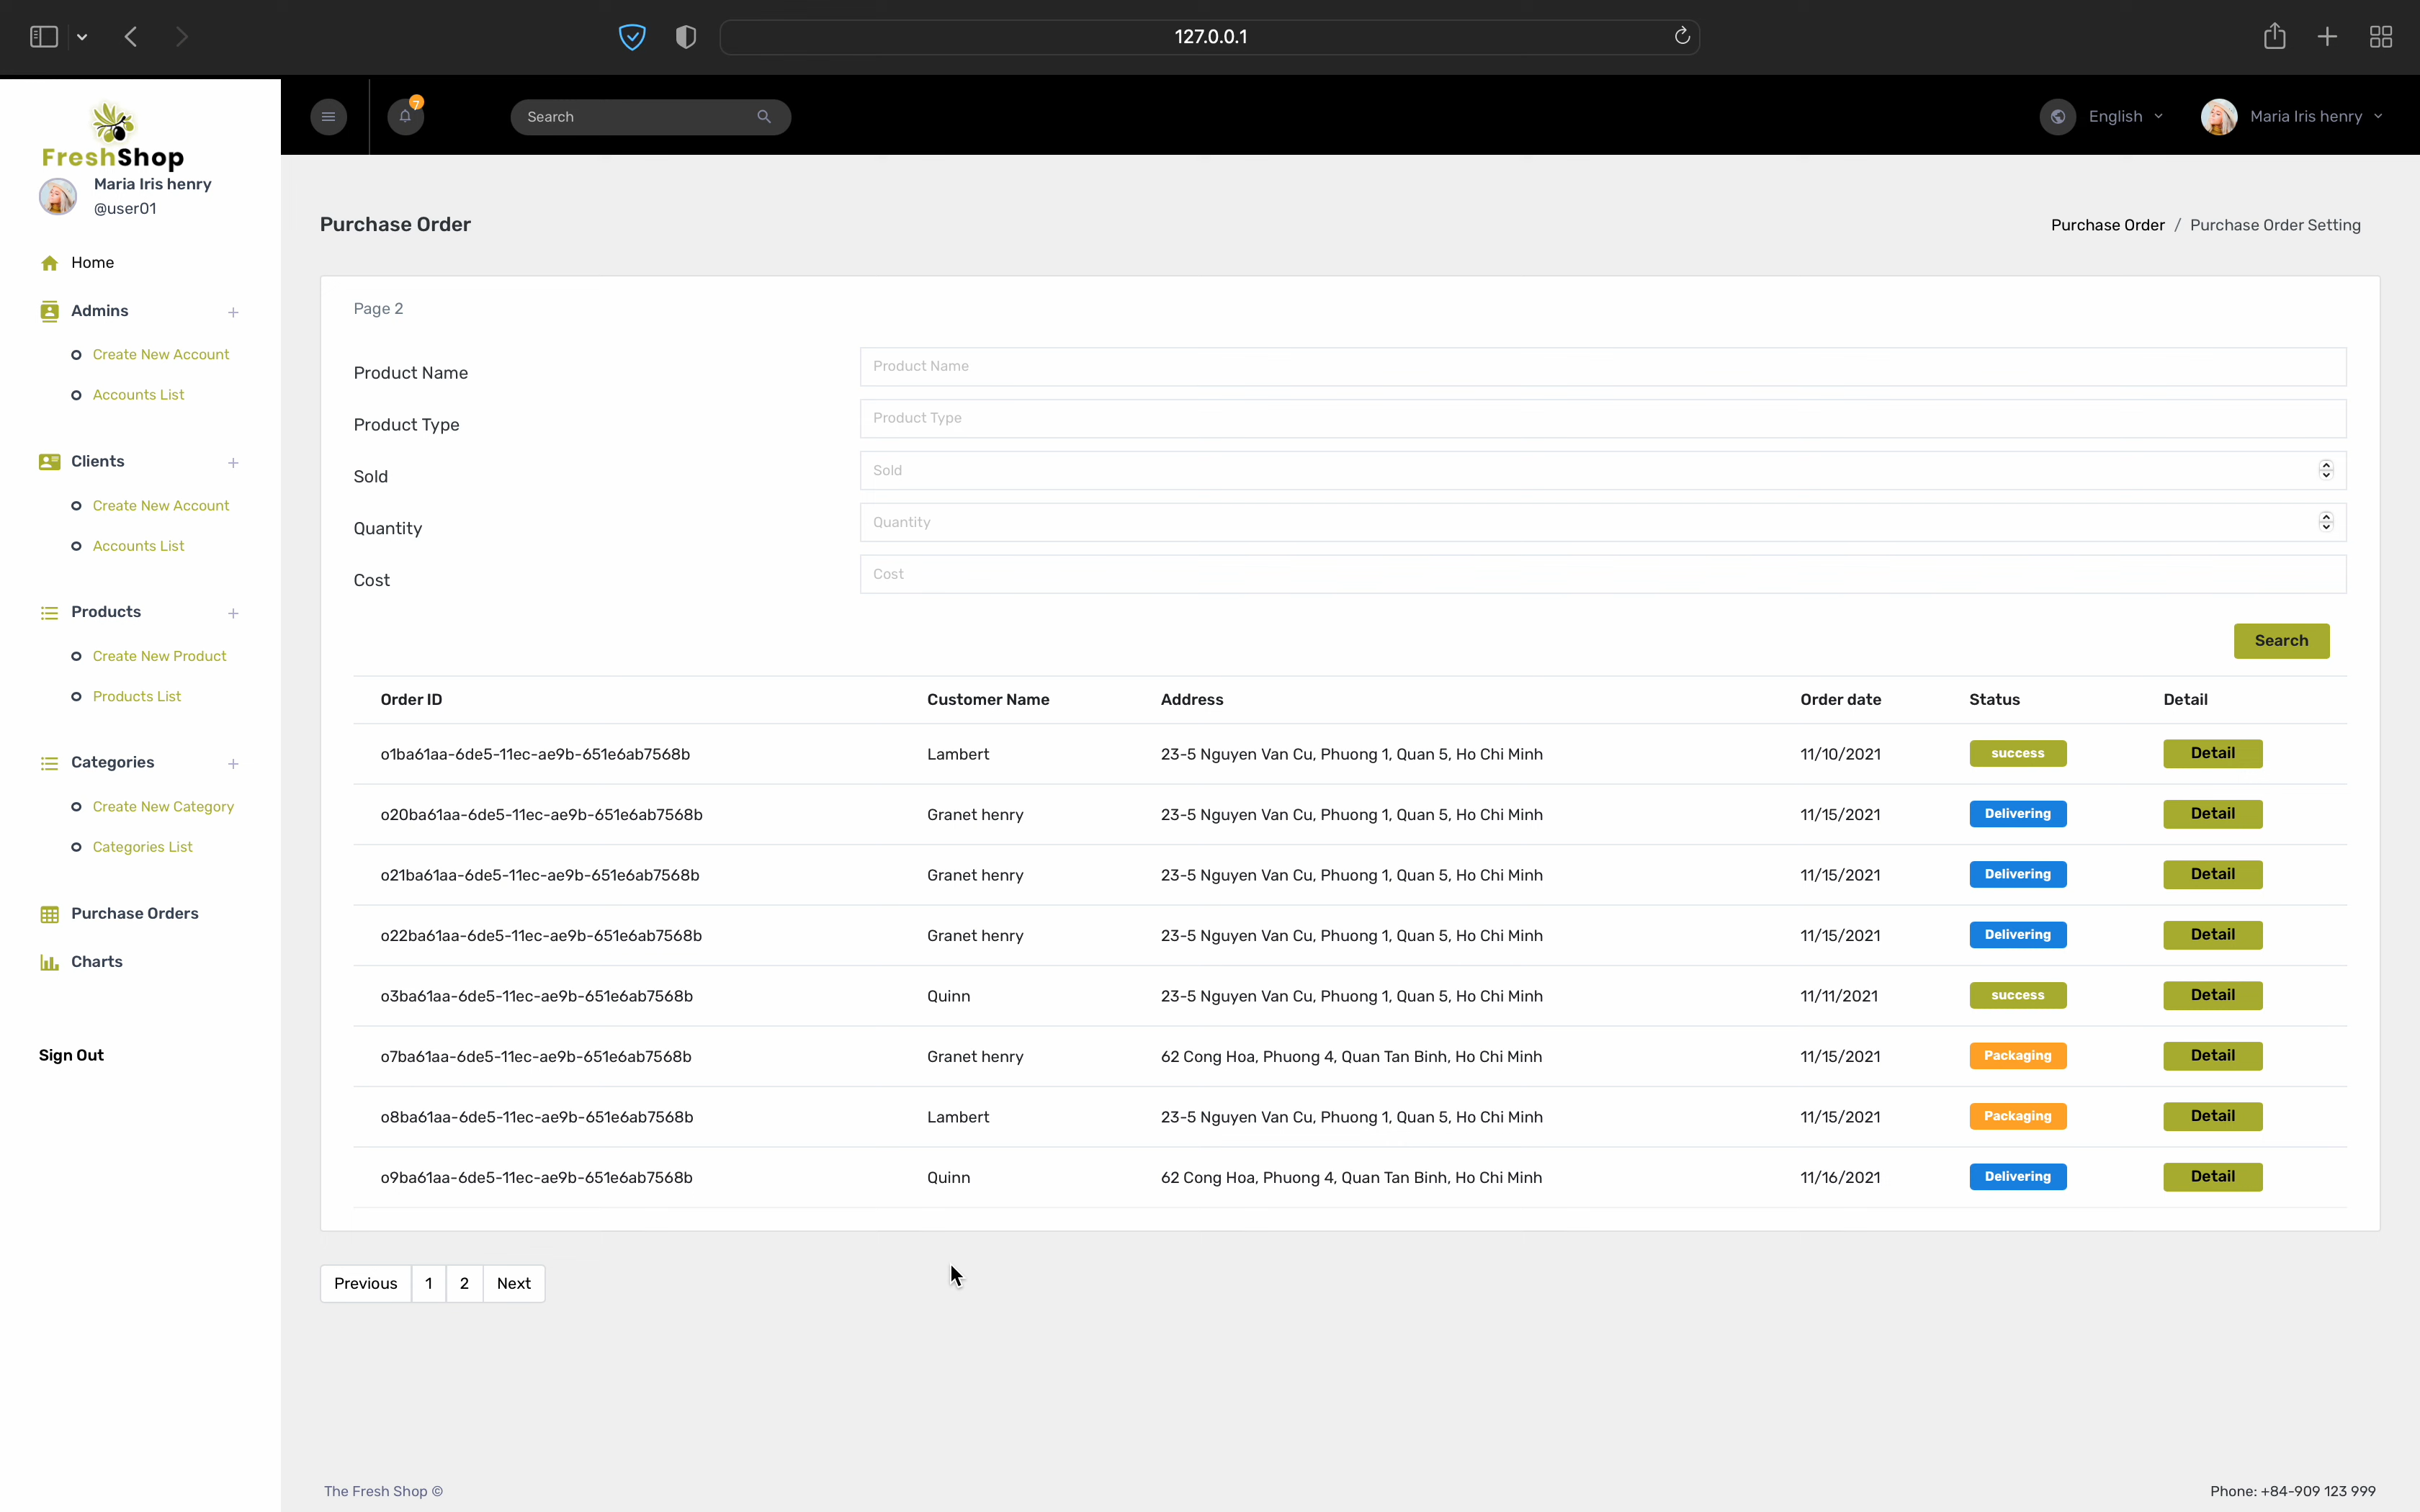 127.0.0.1
7
Search
English
Maria Iris henry
FreshShop
Maria Iris henry
@user01
Home
Admins
Create New Account
Accounts List
Clients
Create New Account
Accounts List
Products
Create New Product
Products List
Categories
Create New Category
Categories List
Purchase Orders
Charts
Sign Out
Purchase Order
Purchase Order / Purchase Order Setting
Page 2
Product Name Product Name
Product Type Product Type
Sold Sold
Quantity Quantity
Cost Cost
Search
Order ID Customer Name Address Order date Status Detail
o1ba61aa-6de5-11ec-ae9b-651e6ab7568b Lambert 23-5 Nguyen Van Cu, Phuong 1, Quan 5, Ho Chi Minh 11/10/2021 success Detail
o20ba61aa-6de5-11ec-ae9b-651e6ab7568b Granet henry 23-5 Nguyen Van Cu, Phuong 1, Quan 5, Ho Chi Minh 11/15/2021 Delivering Detail
o21ba61aa-6de5-11ec-ae9b-651e6ab7568b Granet henry 23-5 Nguyen Van Cu, Phuong 1, Quan 5, Ho Chi Minh 11/15/2021 Delivering Detail
o22ba61aa-6de5-11ec-ae9b-651e6ab7568b Granet henry 23-5 Nguyen Van Cu, Phuong 1, Quan 5, Ho Chi Minh 11/15/2021 Delivering Detail
o3ba61aa-6de5-11ec-ae9b-651e6ab7568b Quinn 23-5 Nguyen Van Cu, Phuong 1, Quan 5, Ho Chi Minh 11/11/2021 success Detail
o7ba61aa-6de5-11ec-ae9b-651e6ab7568b Granet henry 62 Cong Hoa, Phuong 4, Quan Tan Binh, Ho Chi Minh 11/15/2021 Packaging Detail
o8ba61aa-6de5-11ec-ae9b-651e6ab7568b Lambert 23-5 Nguyen Van Cu, Phuong 1, Quan 5, Ho Chi Minh 11/15/2021 Packaging Detail
o9ba61aa-6de5-11ec-ae9b-651e6ab7568b Quinn 62 Cong Hoa, Phuong 4, Quan Tan Binh, Ho Chi Minh 11/16/2021 Delivering Detail
Previous 1 2 Next
The Fresh Shop © Phone: +84-909 123 999